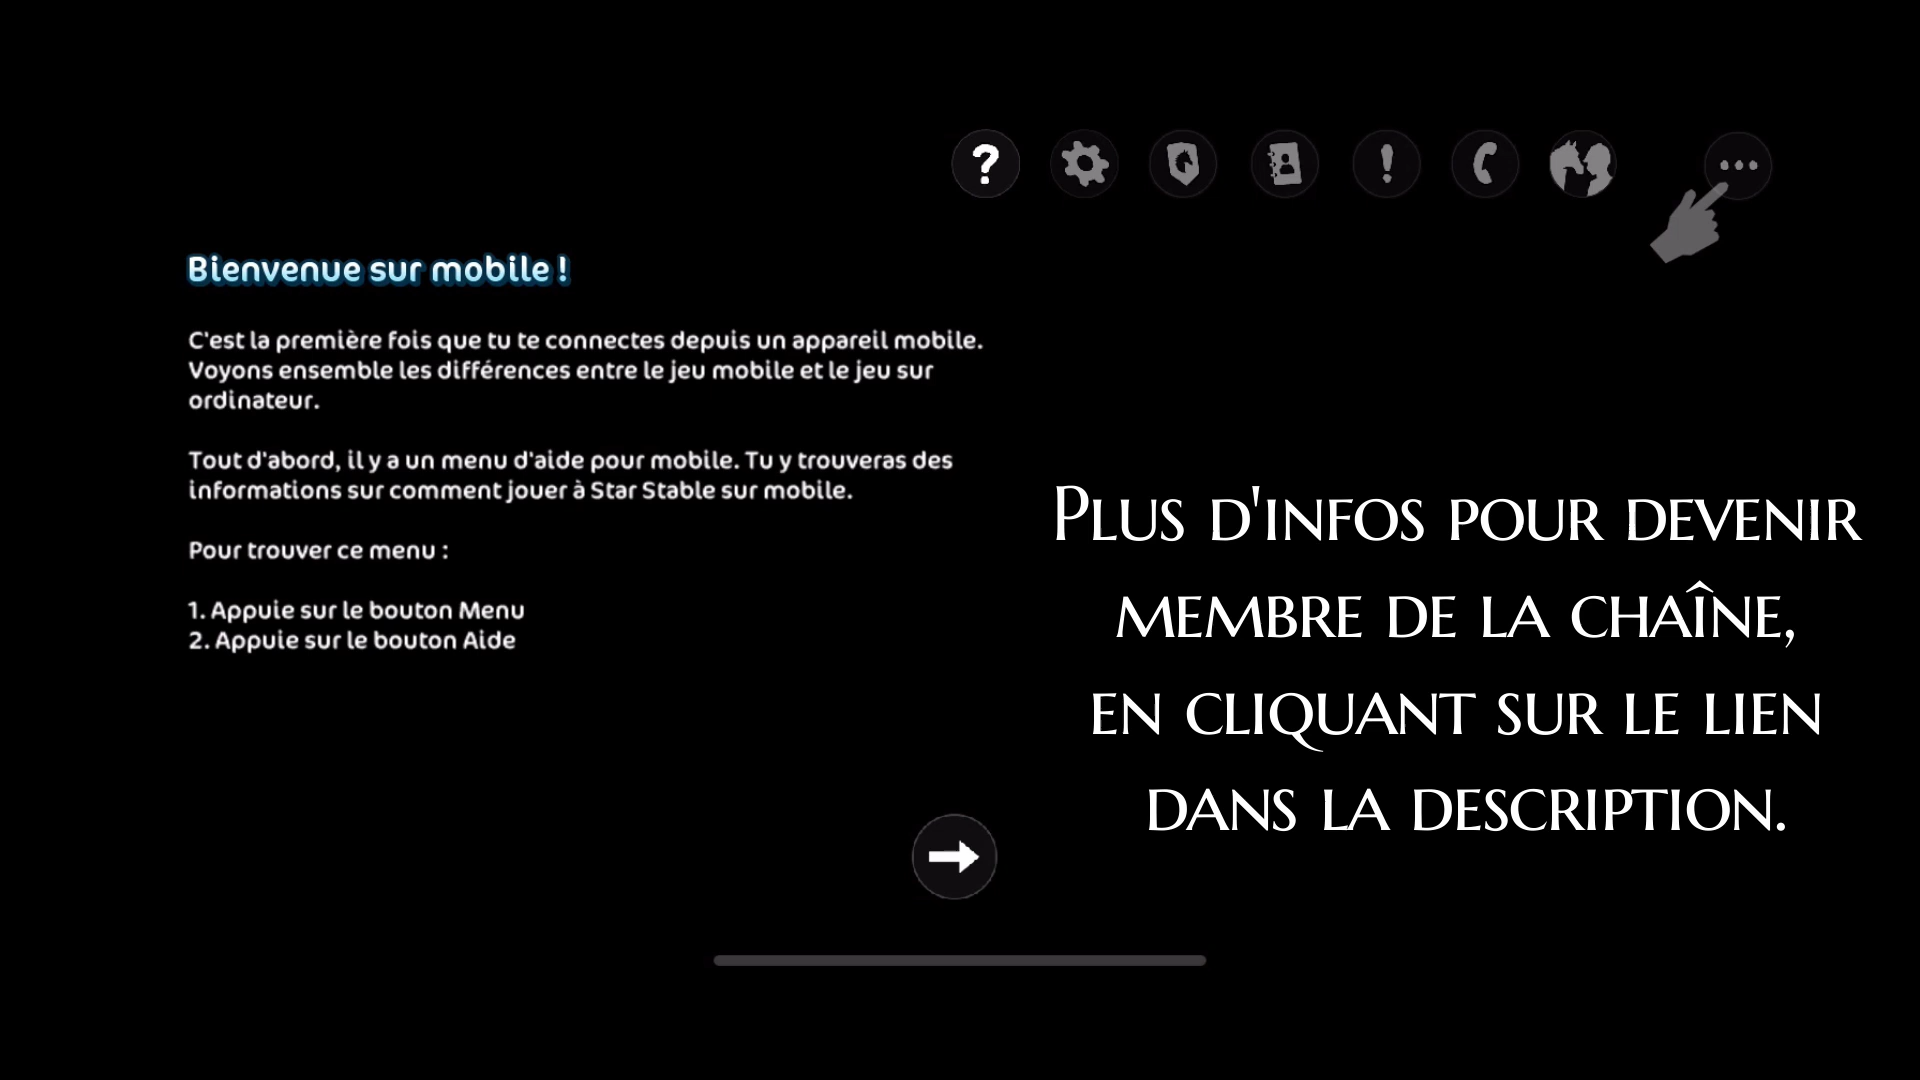 Bienvenue sur mobile !
C'est la première fois que tu te connectes depuis un appareil mobile.
Voyons ensemble les différences entre le jeu mobile et le jeu sur
ordinateur.
Tout d'abord, il y a un menu d'aide pour mobile. Tu y trouveras des
informations sur comment jouer à Star Stable sur mobile.
Pour trouver ce menu :
1. Appuie sur le bouton Menu
2. Appuie sur le bouton Aide
Plus d'infos pour devenir
membre de la chaîne,
en cliquant sur le lien
dans la description.